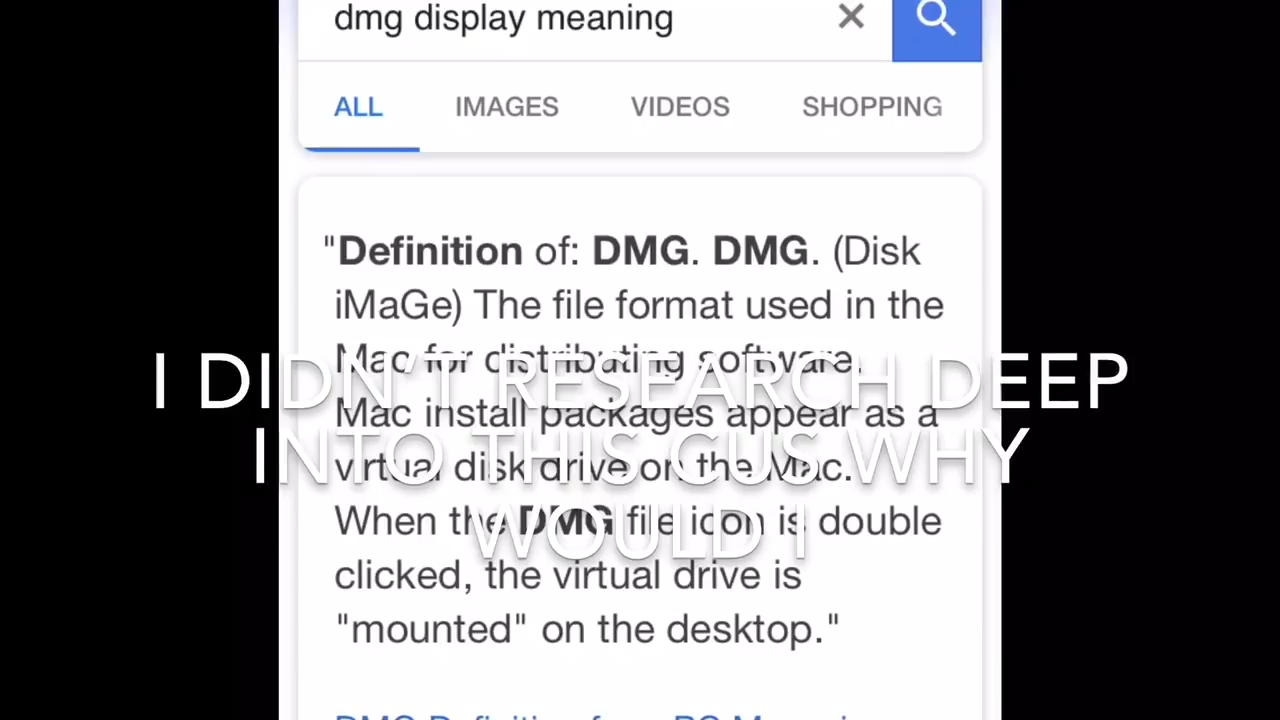 dmg display meaning
ALL IMAGES VIDEOS SHOPPING
"Definition of: DMG. DMG. (Disk
iMaGe) The file format used in the
Mac for distributing software.
Mac install packages appear as a
virtual disk drive on the Mac.
When the DMG file icon is double
clicked, the virtual drive is
"mounted" on the desktop."
I DIDN'T RESEARCH DEEP
INTO THIS CUS WHY
WOULD I